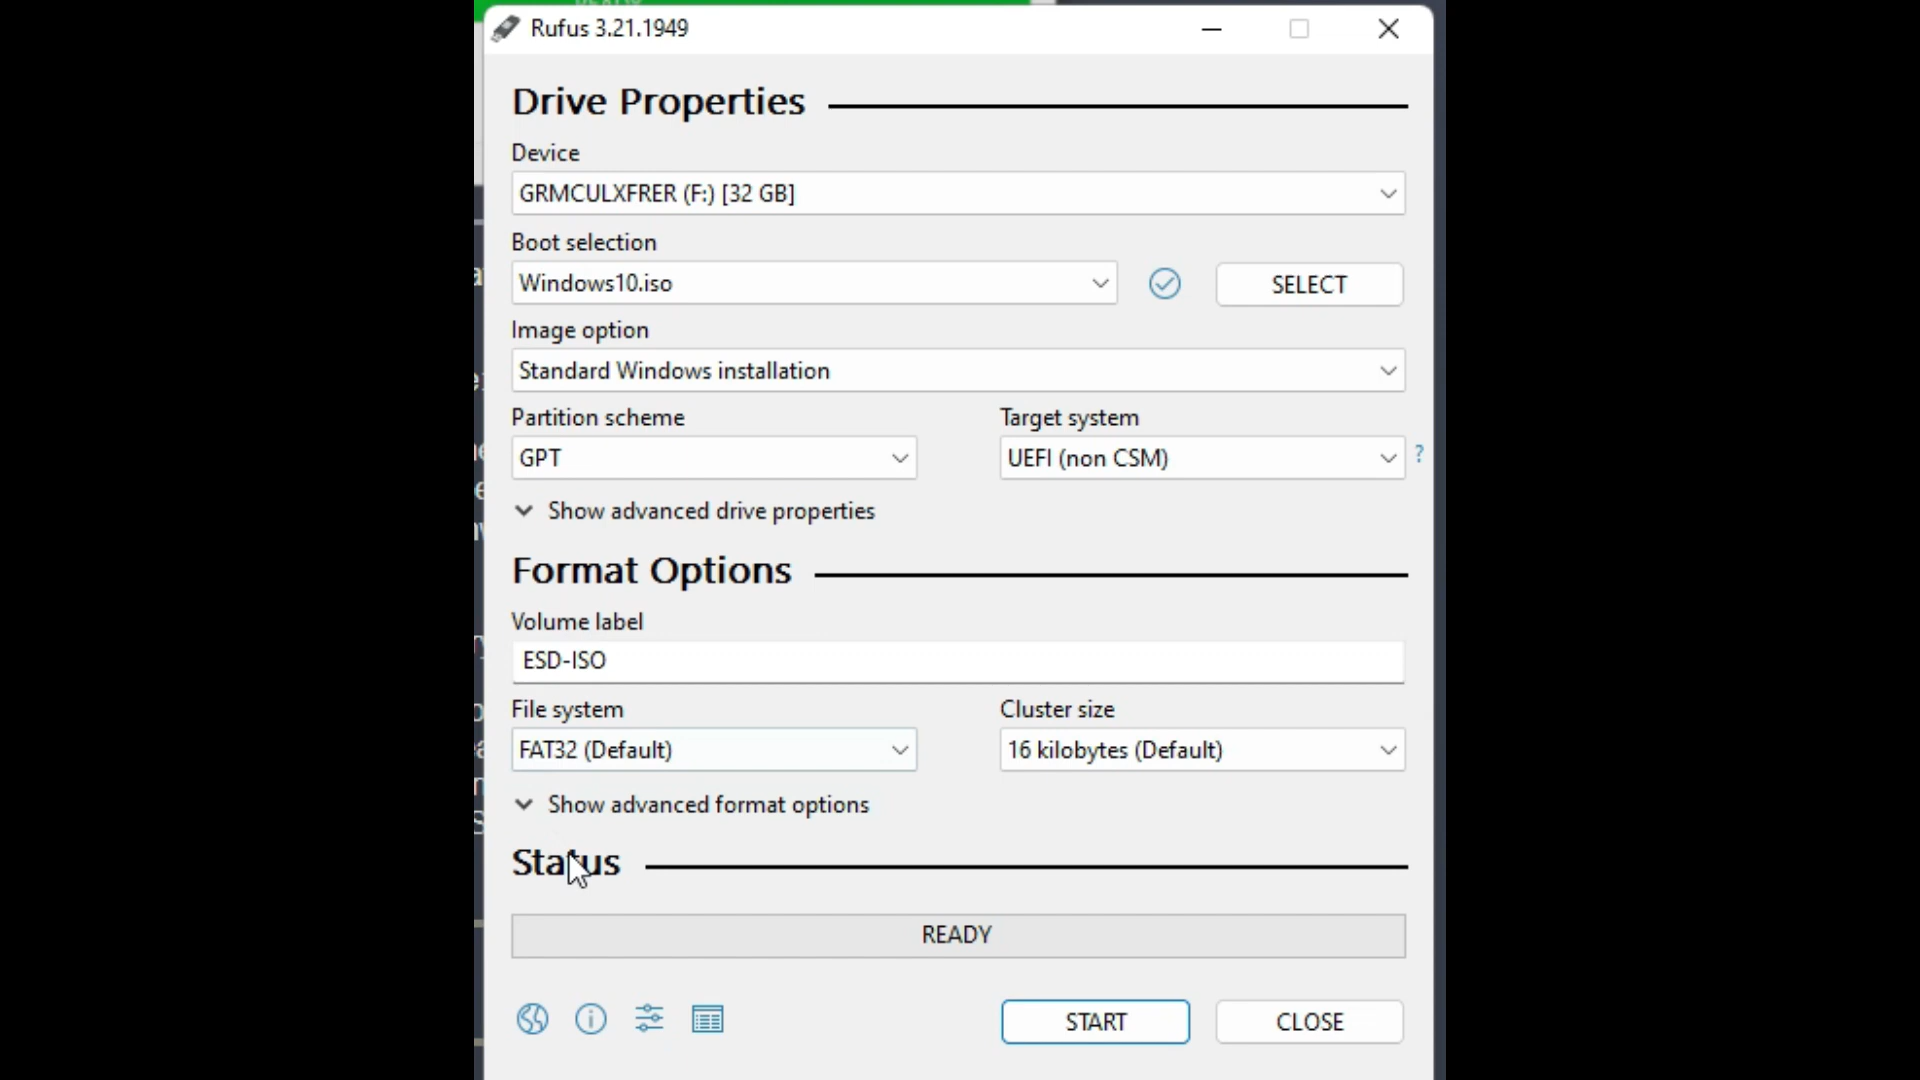 Rufus 3.21.1949
Drive Properties
Device
GRMCULXFRER (F:) [32 GB]
Boot selection
Windows10.iso
SELECT
Image option
Standard Windows installation
Partition scheme
Target system
GPT
UEFI (non CSM)
?
Show advanced drive properties
Format Options
Volume label
ESD-ISO
File system
Cluster size
FAT32 (Default)
16 kilobytes (Default)
Show advanced format options
Status
READY
START
CLOSE